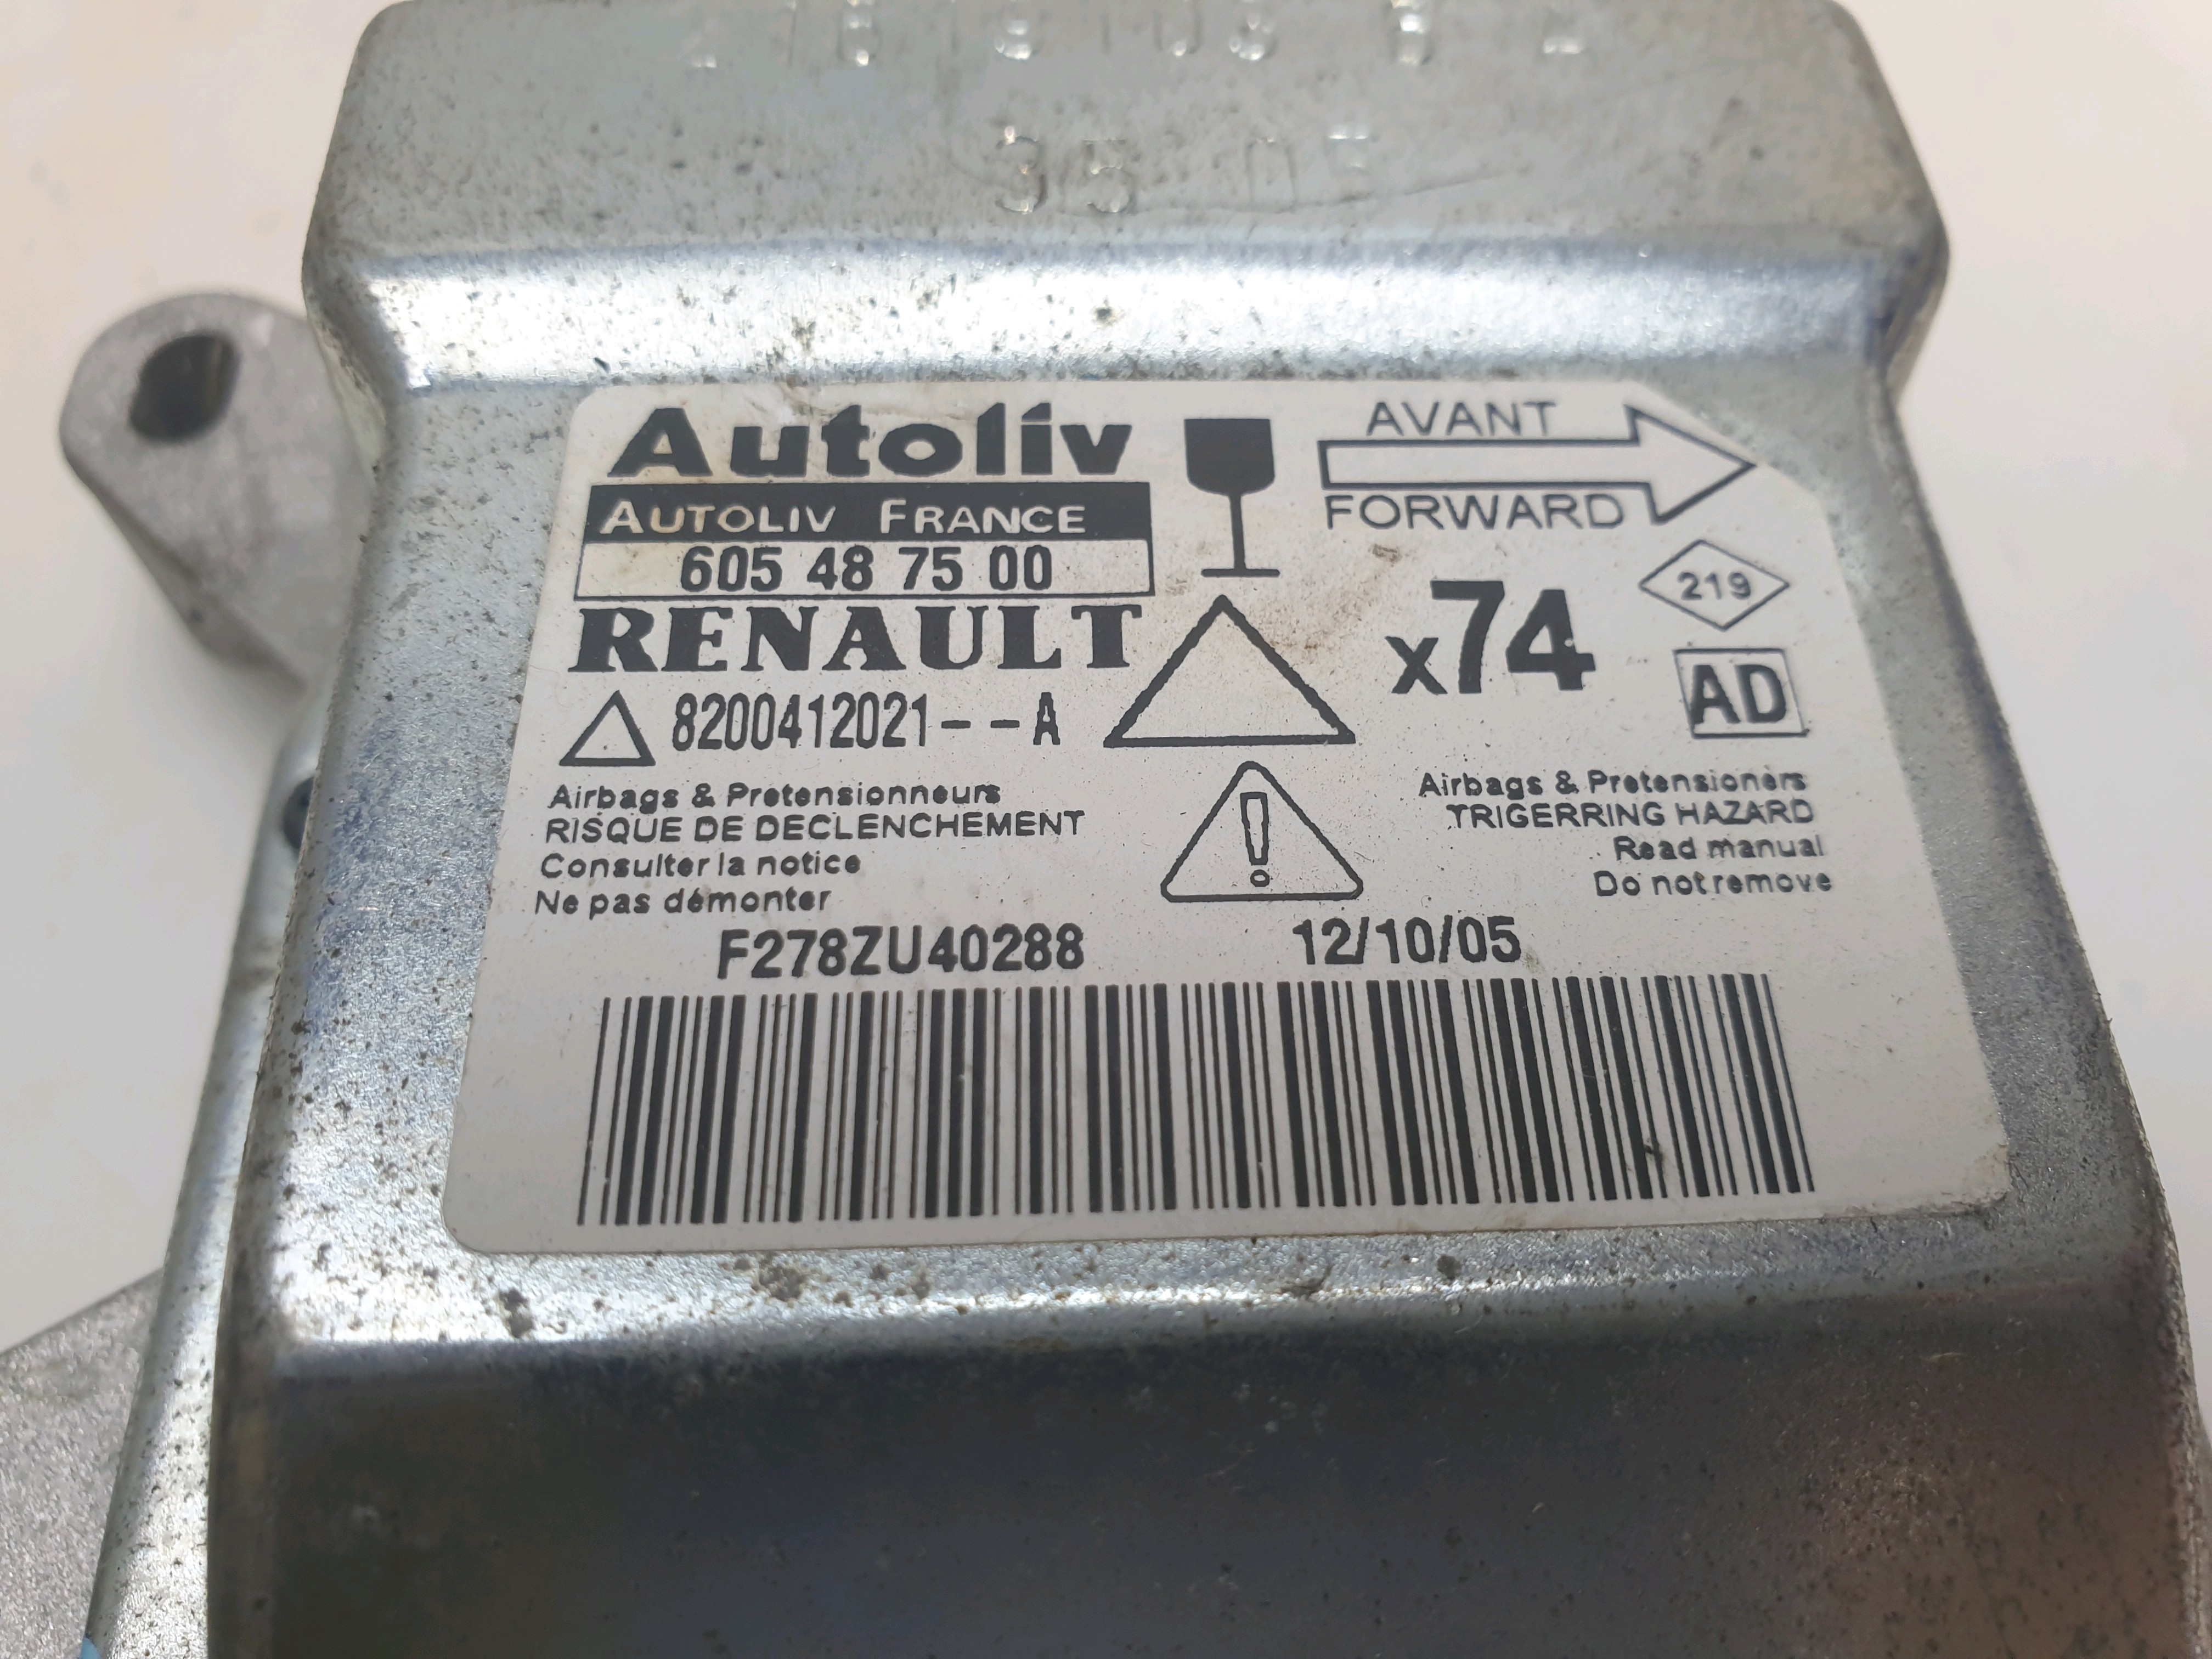 35 05
Autoliv
AUTOLIV FRANCE
605 48 75 00
RENAULT
8200412021--A
AVANT
FORWARD
219
x74
AD
Airbags & Pretensionneurs
RISQUE DE DECLENCHEMENT
Consulter la notice
Ne pas démonter
!
Airbags & Pretensioners
TRIGERRING HAZARD
Read manual
Do not remove
F278ZU40288
12/10/05